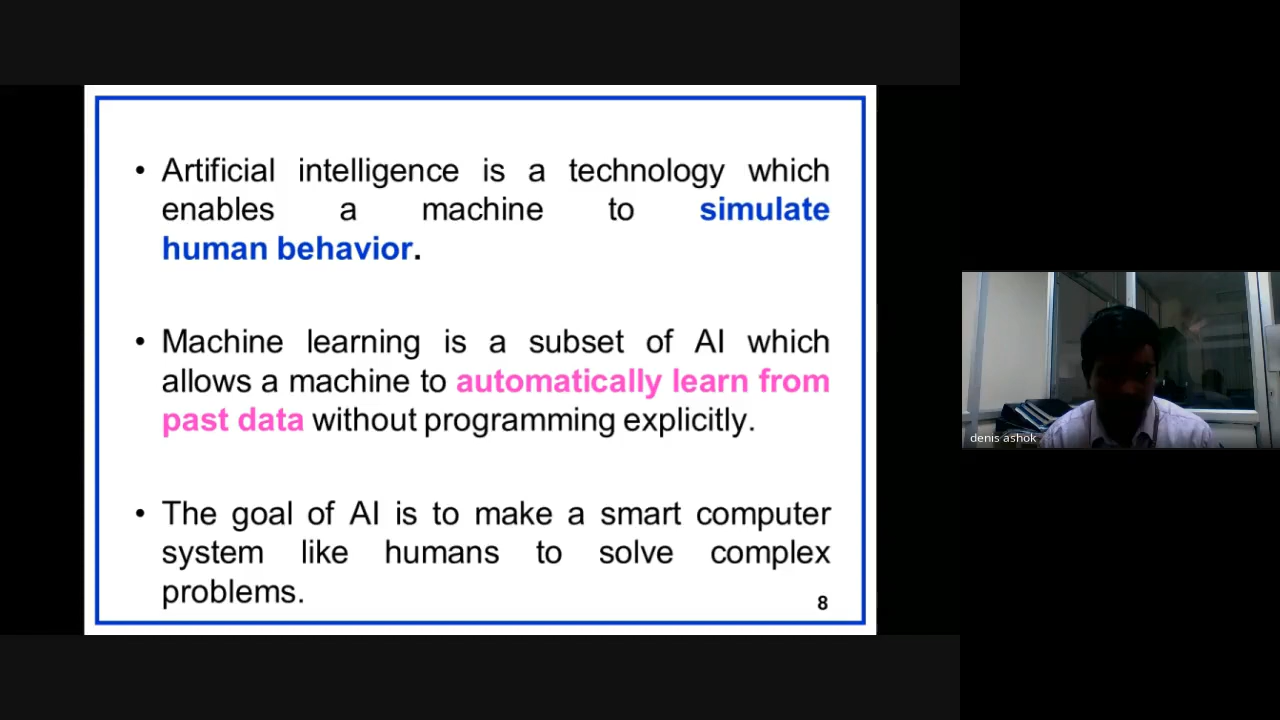 • Artificial intelligence is a technology which
enables a machine to simulate
human behavior.
• Machine learning is a subset of AI which
allows a machine to automatically learn from
past data without programming explicitly.
• The goal of AI is to make a smart computer
system like humans to solve complex
problems.
8
denis ashok